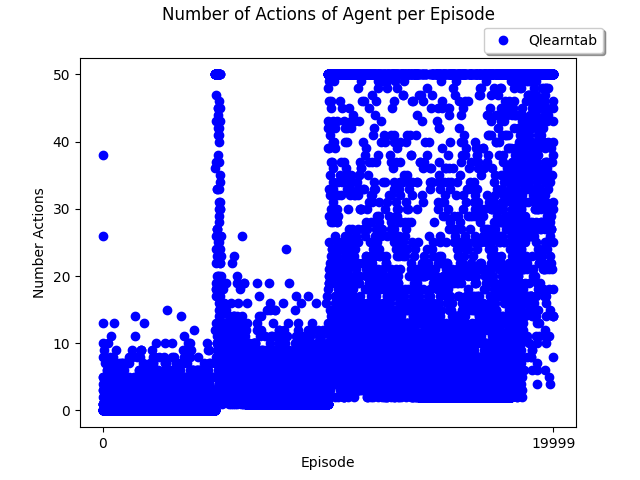 Number of Actions of Agent per Episode
Qlearntab
50
40
30
20
10
0
Number Actions
0 19999
Episode